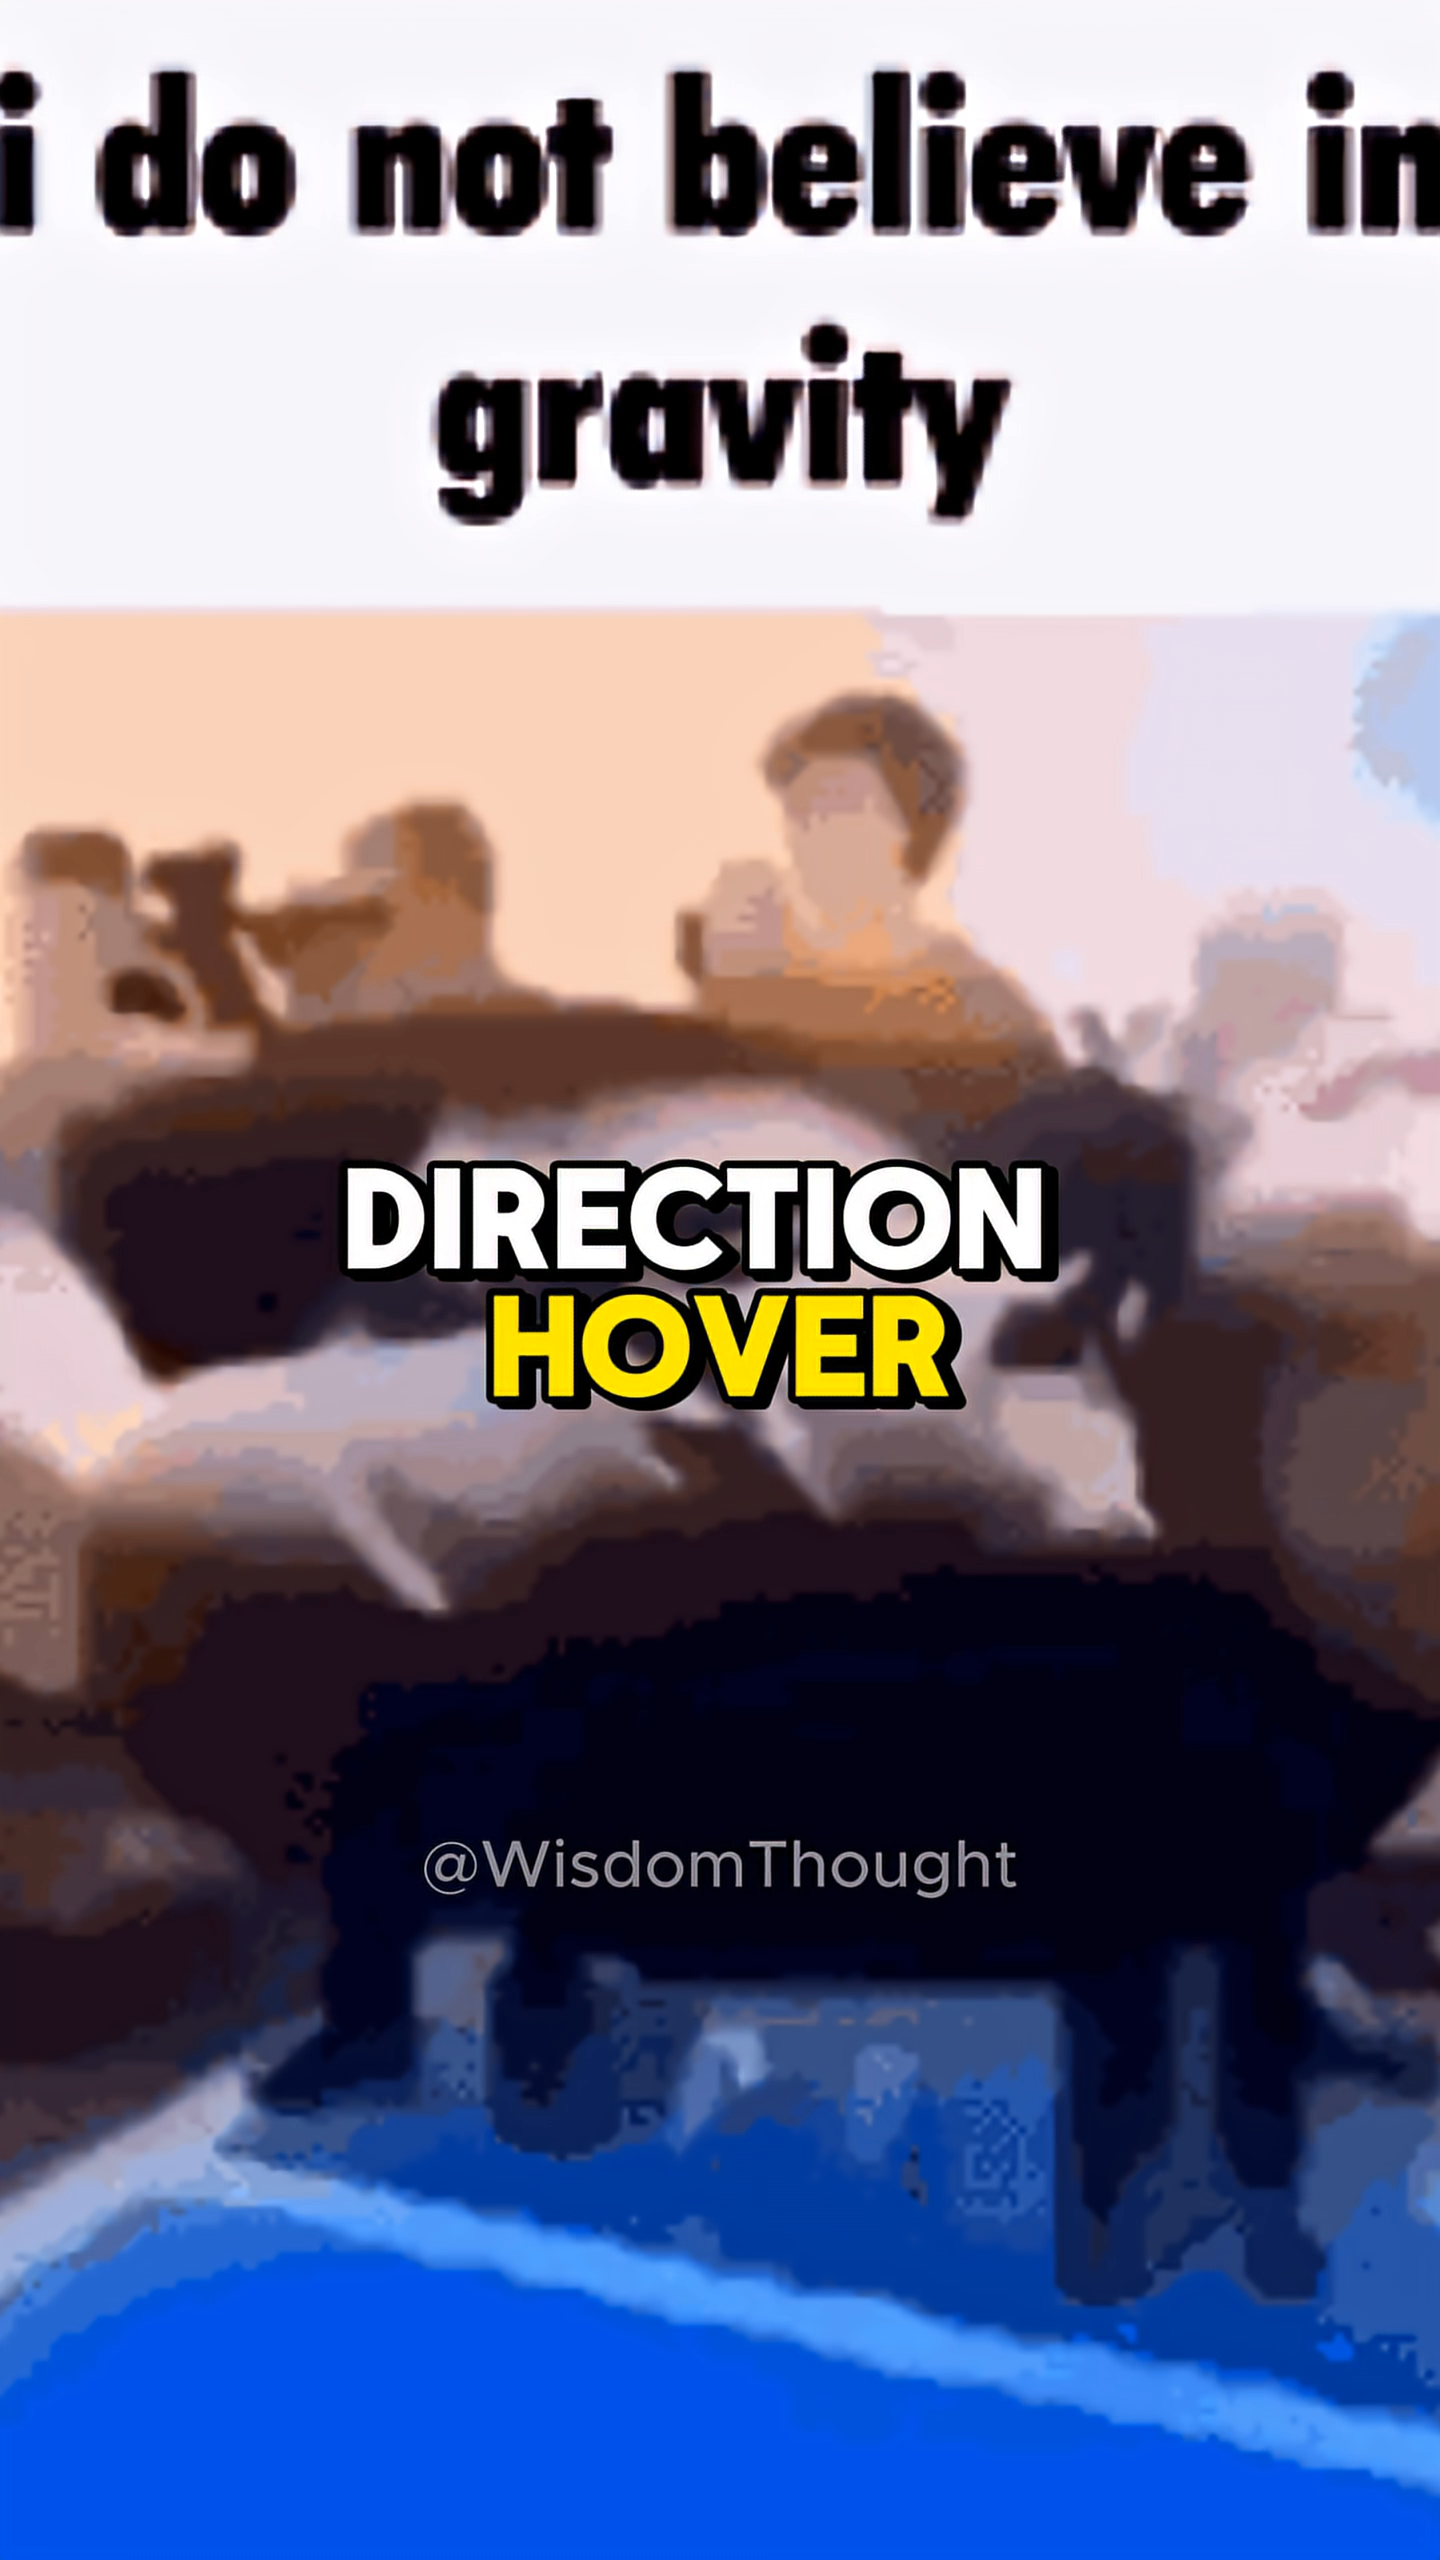 i do not believe in
gravity
DIRECTION
HOVER
@WisdomThought